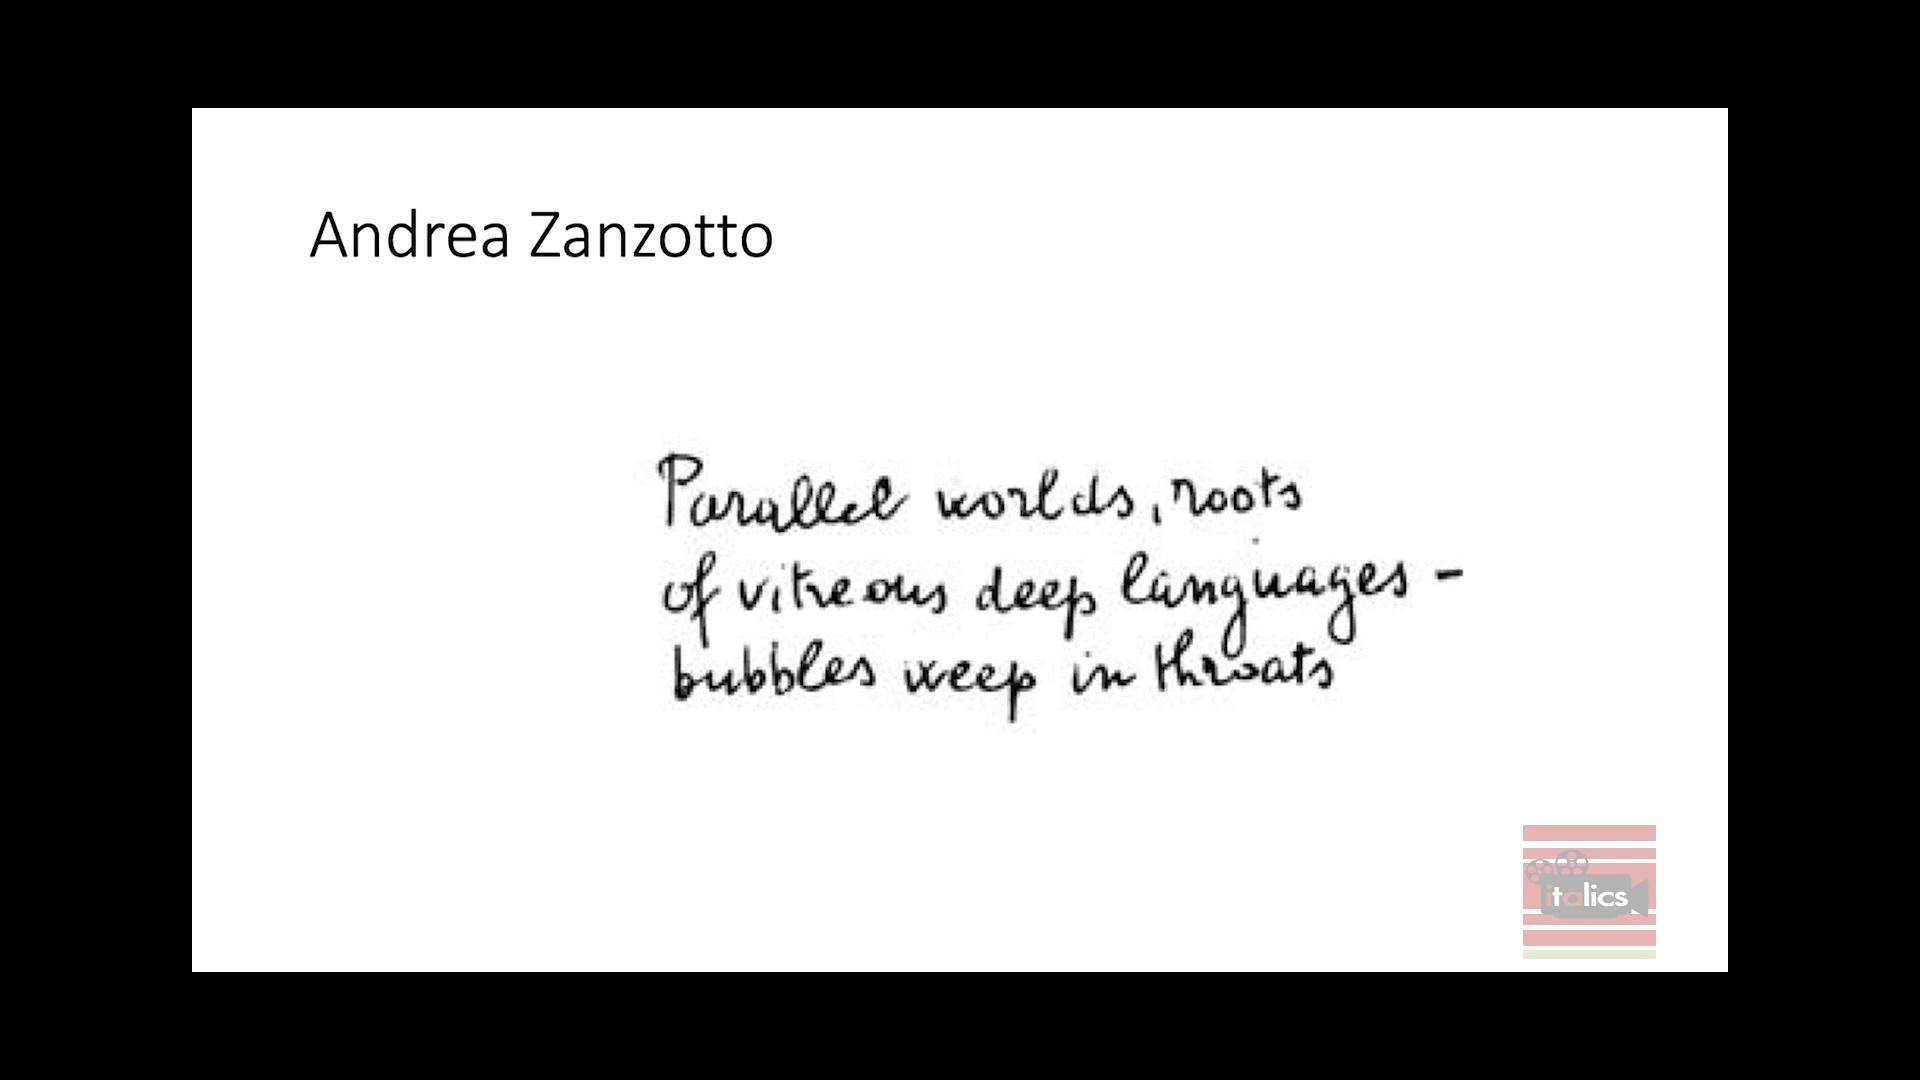 Andrea Zanzotto
Parallel worlds, roots
of vitreous deep languages -
bubbles weep in throats
italics